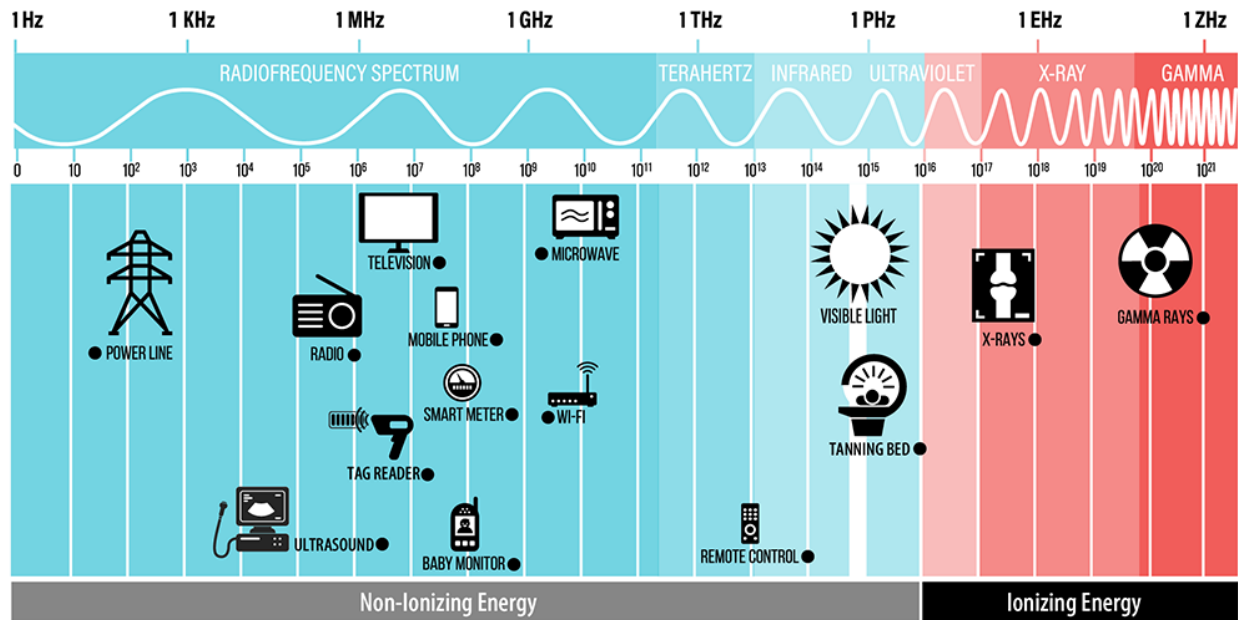 1 Hz 1 KHz 1 MHz 1 GHz 1 THz 1 PHz 1 EHz 1 ZHz
RADIOFREQUENCY SPECTRUM TERAHERTZ INFRARED ULTRAVIOLET X-RAY GAMMA
0 10 10² 10³ 10⁴ 10⁵ 10⁶ 10⁷ 10⁸ 10⁹ 10¹⁰ 10¹¹ 10¹² 10¹³ 10¹⁴ 10¹⁵ 10¹⁶ 10¹⁷ 10¹⁸ 10¹⁹ 10²⁰ 10²¹
TELEVISION
MICROWAVE
VISIBLE LIGHT
GAMMA RAYS
POWER LINE
RADIO
MOBILE PHONE
X-RAYS
SMART METER
WI-FI
TANNING BED
TAG READER
ULTRASOUND
BABY MONITOR
REMOTE CONTROL
Non-Ionizing Energy
Ionizing Energy